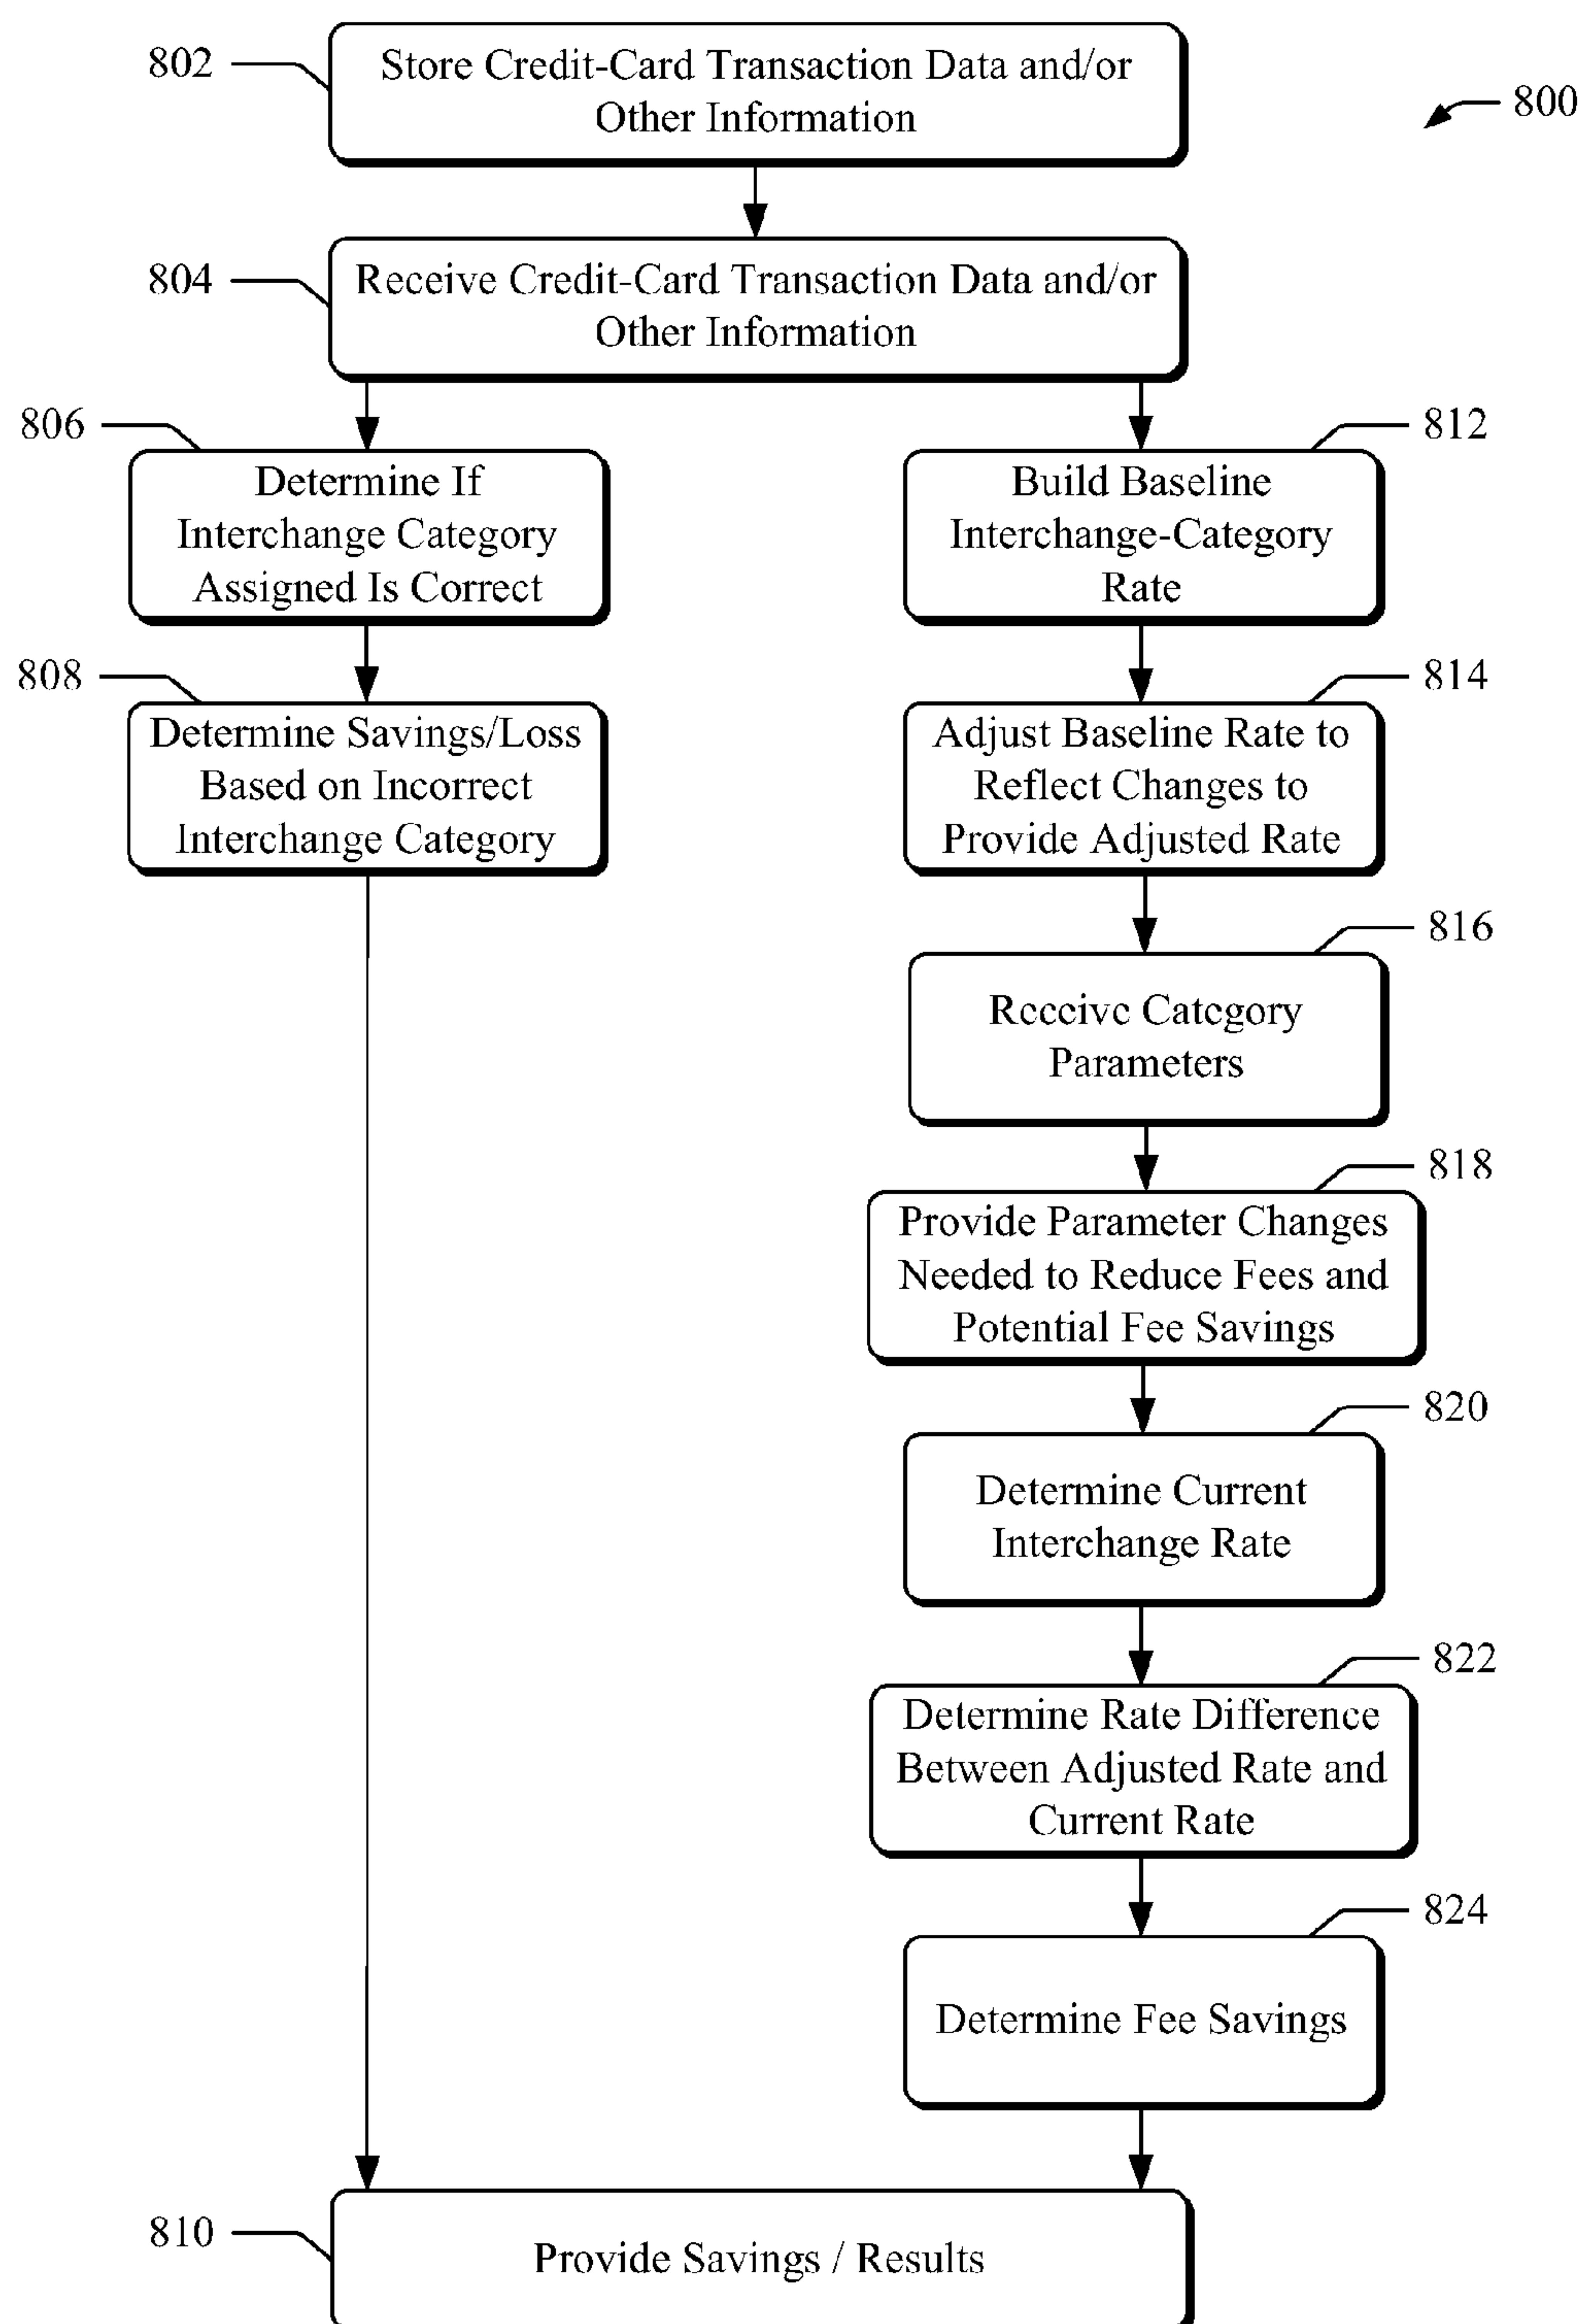 802
Store Credit-Card Transaction Data and/or
Other Information
800
804
Receive Credit-Card Transaction Data and/or
Other Information
806
Determine If
Interchange Category
Assigned Is Correct
812
Build Baseline
Interchange-Category
Rate
808
Determine Savings/Loss
Based on Incorrect
Interchange Category
814
Adjust Baseline Rate to
Reflect Changes to
Provide Adjusted Rate
816
Receive Category
Parameters
818
Provide Parameter Changes
Needed to Reduce Fees and
Potential Fee Savings
820
Determine Current
Interchange Rate
822
Determine Rate Difference
Between Adjusted Rate and
Current Rate
824
Determine Fee Savings
810
Provide Savings / Results